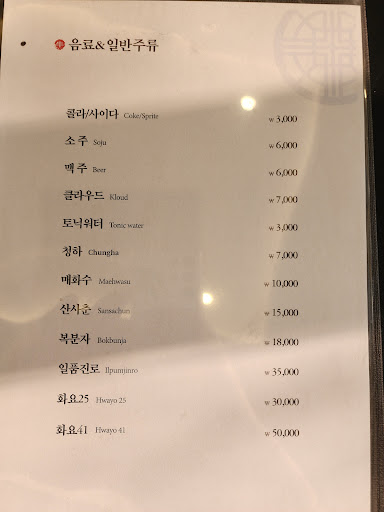 음료&일반주류
콜라/사이다 Coke/Sprite ₩ 3,000
소주 Soju ₩ 6,000
맥주 Beer ₩ 6,000
클라우드 Kloud ₩ 7,000
토닉워터 Tonic water ₩ 3,000
청하 Chungha ₩ 7,000
매화수 Maehwasu ₩ 10,000
산사춘 Sansachun ₩ 15,000
복분자 Bokbunja ₩ 18,000
일품진로 Ilpumjinro ₩ 35,000
화요25 Hwayo 25 ₩ 30,000
화요41 Hwayo 41 ₩ 50,000